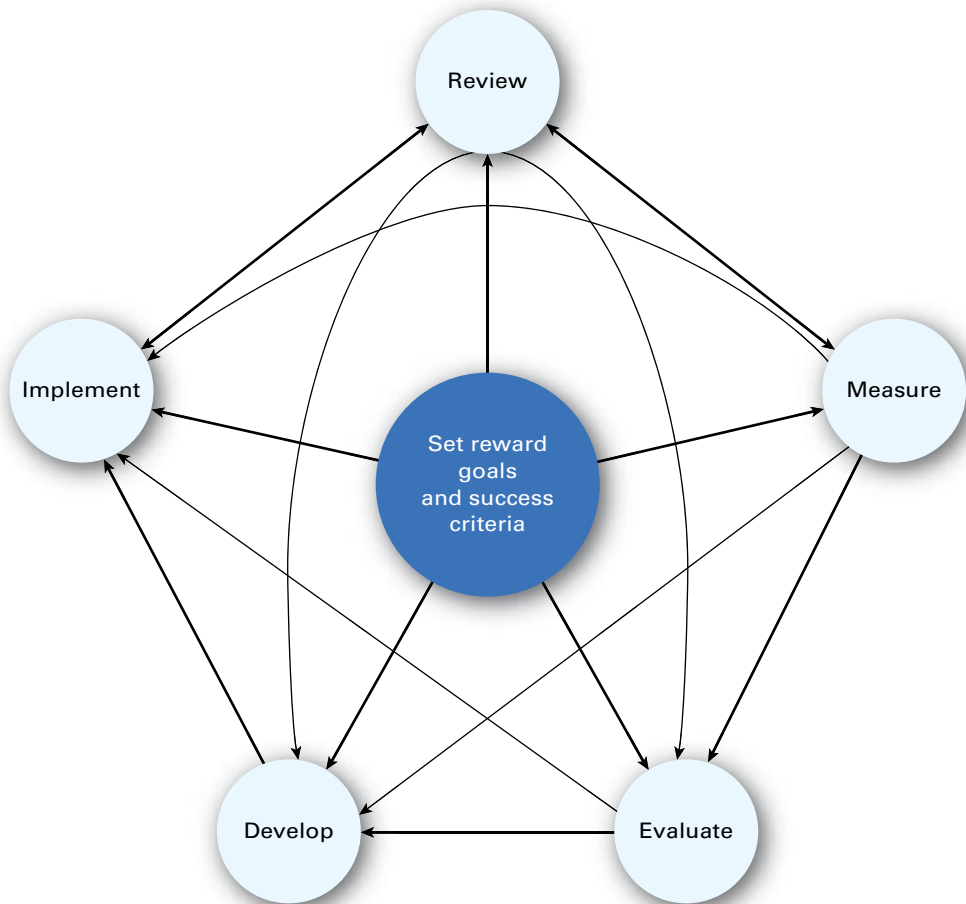 Review
Implement
Measure
Set reward
goals
and success
criteria
Develop
Evaluate